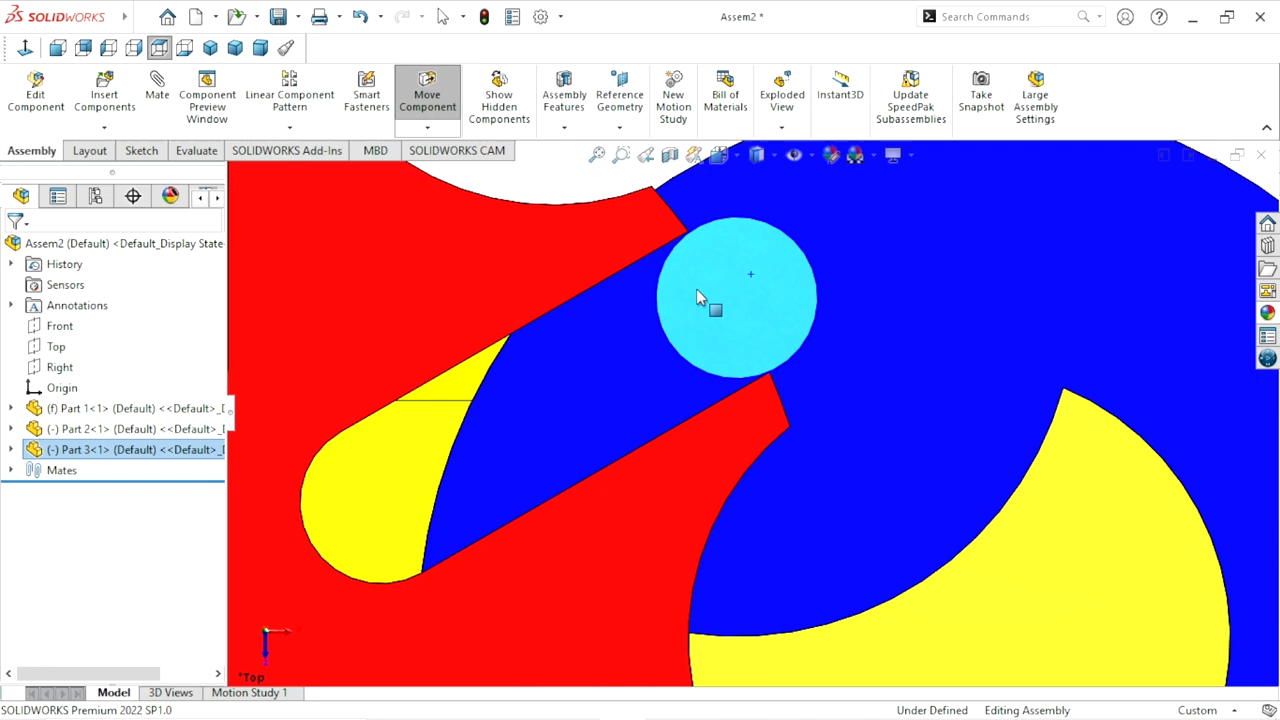 SOLIDWORKS
Assem2 *
Search Commands
Edit Component
Insert Components
Mate
Component Preview Window
Linear Component Pattern
Smart Fasteners
Move Component
Show Hidden Components
Assembly Features
Reference Geometry
New Motion Study
Bill of Materials
Exploded View
Instant3D
Update SpeedPak Subassemblies
Take Snapshot
Large Assembly Settings
Assembly
Layout
Sketch
Evaluate
SOLIDWORKS Add-Ins
MBD
SOLIDWORKS CAM
Assem2 (Default) <Default_Display State
History
Sensors
Annotations
Front
Top
Right
Origin
(f) Part 1<1> (Default) <<Default>_D
(-) Part 2<1> (Default) <<Default>_D
(-) Part 3<1> (Default) <<Default>_D
Mates
*Top
Model
3D Views
Motion Study 1
SOLIDWORKS Premium 2022 SP1.0
Under Defined
Editing Assembly
Custom